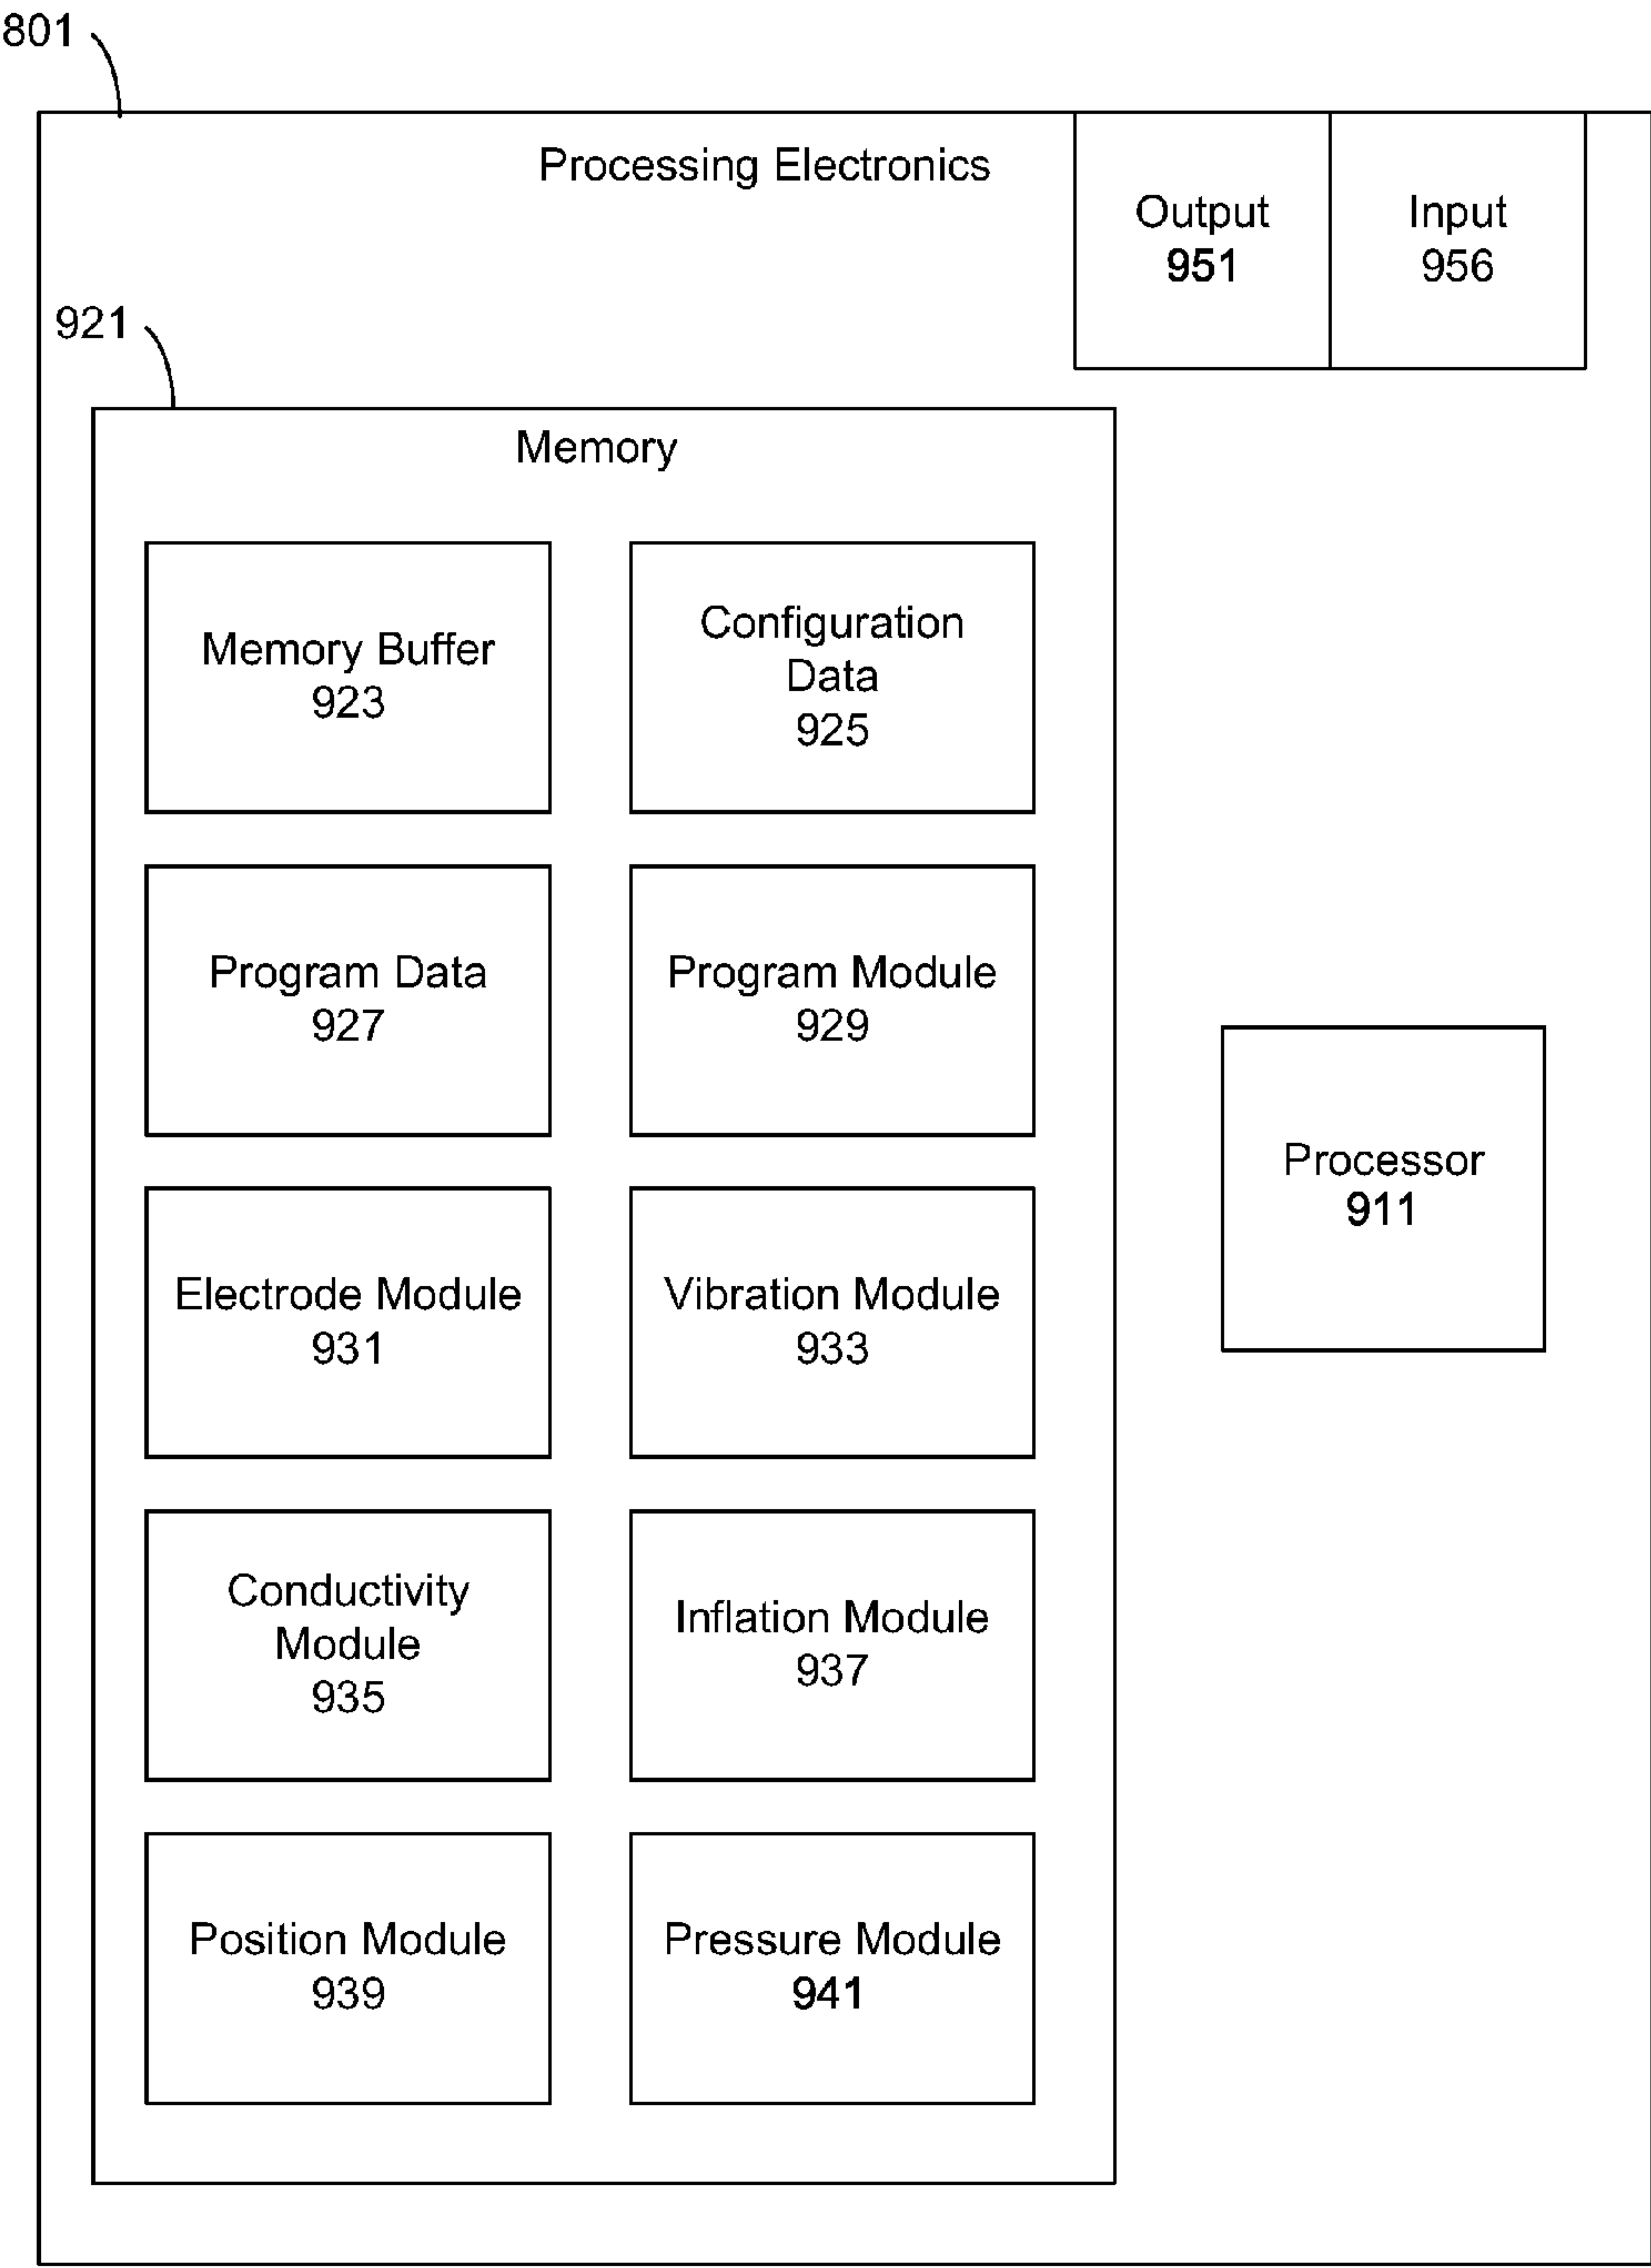 801
Processing Electronics
Output
951
Input
956
921
Memory
Memory Buffer
923
Configuration
Data
925
Program Data
927
Program Module
929
Electrode Module
931
Vibration Module
933
Processor
911
Conductivity
Module
935
Inflation Module
937
Position Module
939
Pressure Module
941